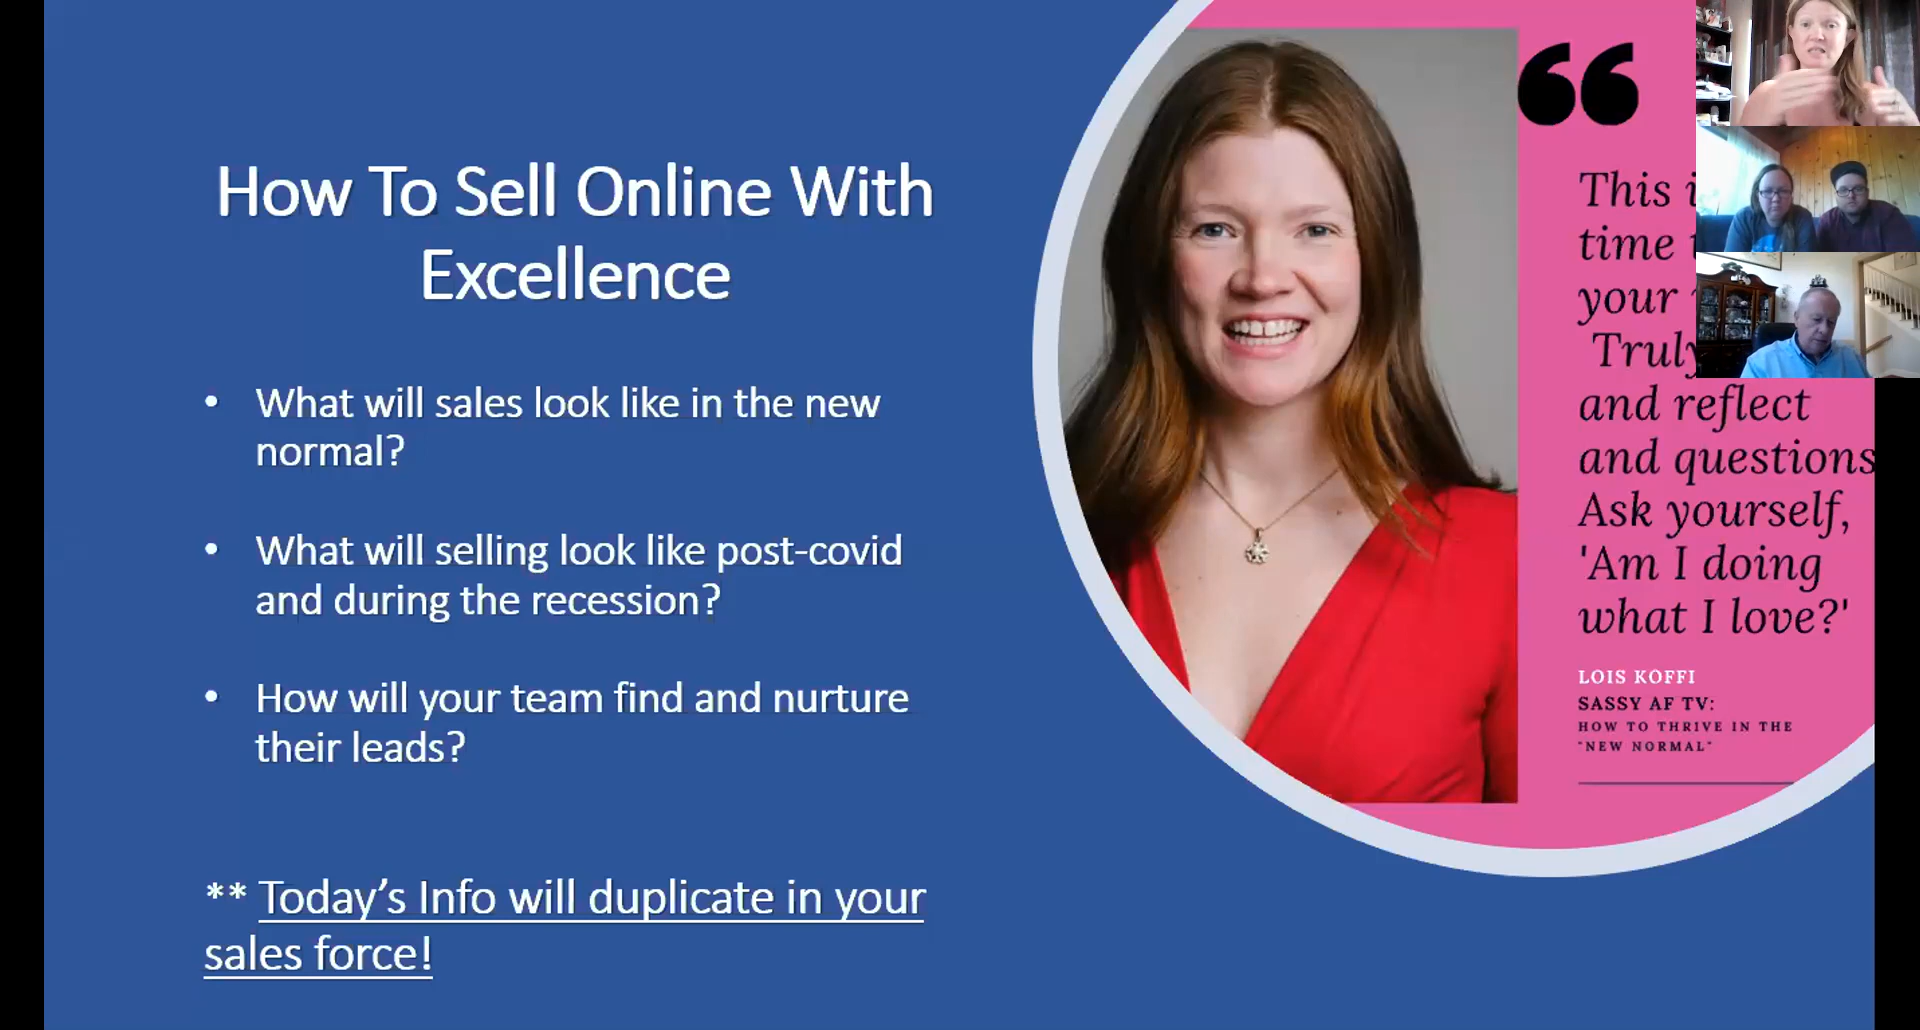 How To Sell Online With
Excellence
• What will sales look like in the new
normal?
• What will selling look like post-covid
and during the recession?
• How will your team find and nurture
their leads?
** Today's Info will duplicate in your
sales force!
“
This
time
your
Truly
and reflect
and questions
Ask yourself,
'Am I doing
what I love?'
LOIS KOFFI
SASSY AF TV:
HOW TO THRIVE IN THE
"NEW NORMAL"